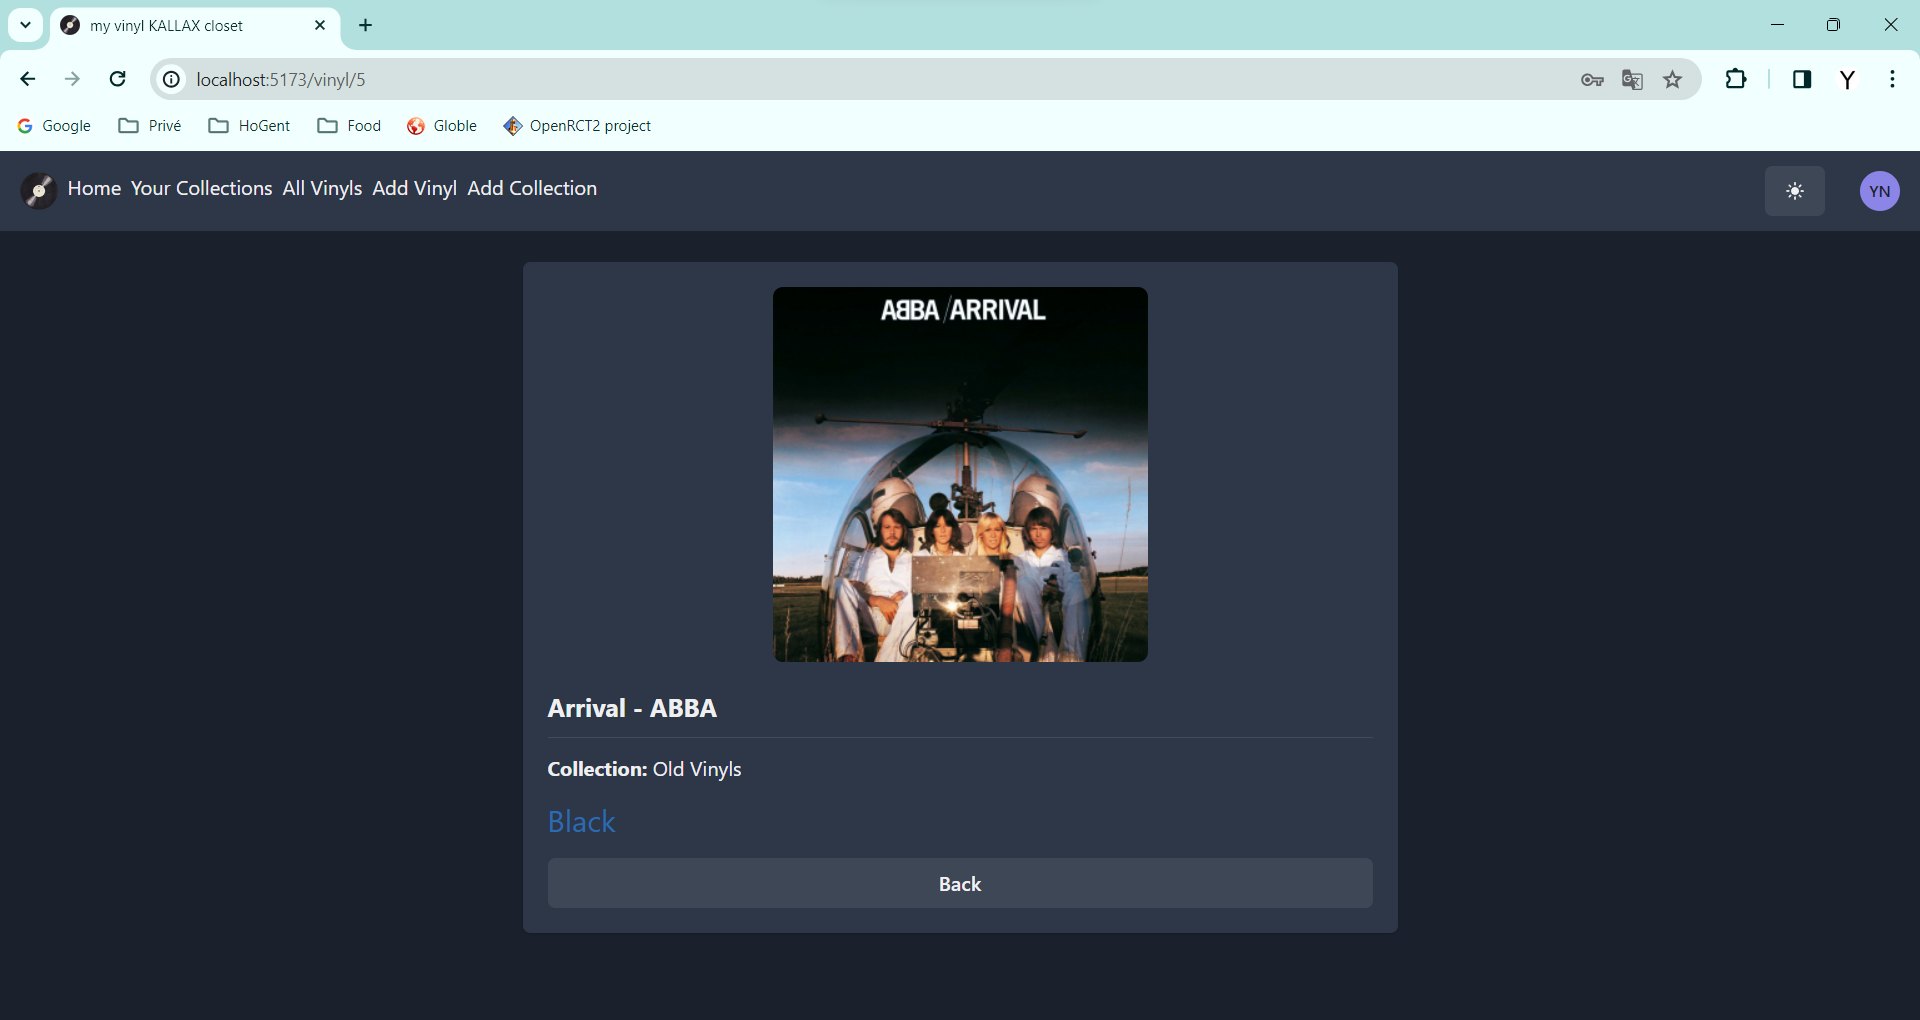 my vinyl KALLAX closet
localhost:5173/vinyl/5
Y
Google Privé HoGent Food Globle OpenRCT2 project
Home Your Collections All Vinyls Add Vinyl Add Collection
YN
ABBA/ARRIVAL
Arrival - ABBA
Collection: Old Vinyls
Black
Back